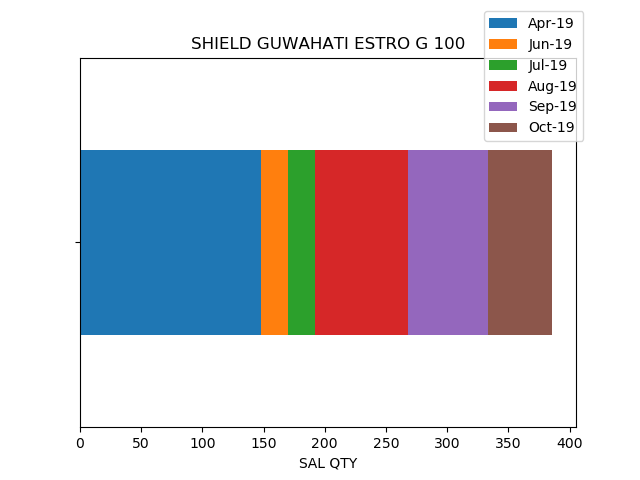 SHIELD GUWAHATI ESTRO G 100
Apr-19
Jun-19
Jul-19
Aug-19
Sep-19
Oct-19
0 50 100 150 200 250 300 350 400
SAL QTY